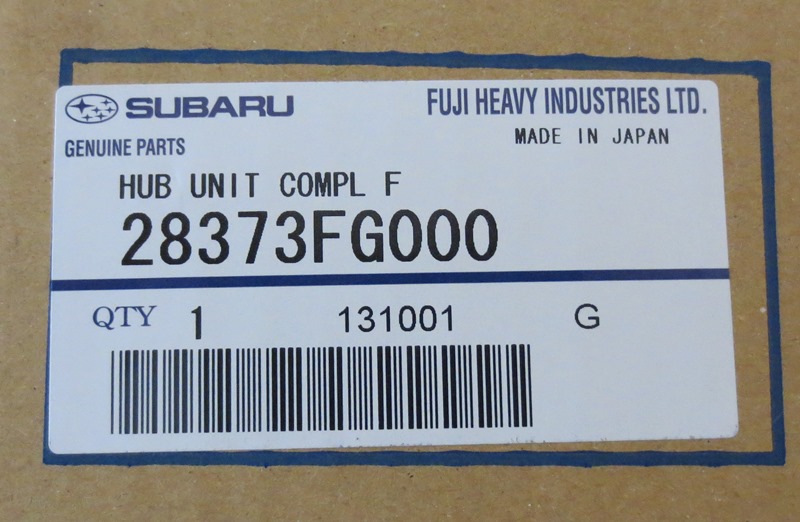 SUBARU FUJI HEAVY INDUSTRIES LTD.
GENUINE PARTS MADE IN JAPAN
HUB UNIT COMPL F
28373FG000
QTY 1 131001 G